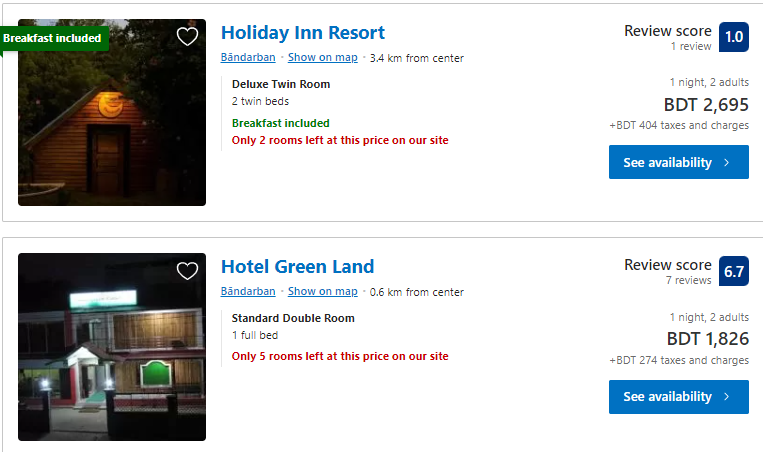 Breakfast included
Holiday Inn Resort
Bāndarban · Show on map · 3.4 km from center
Deluxe Twin Room
2 twin beds
Breakfast included
Only 2 rooms left at this price on our site
Review score 1.0
1 review
1 night, 2 adults
BDT 2,695
+BDT 404 taxes and charges
See availability
Hotel Green Land
Bāndarban · Show on map · 0.6 km from center
Standard Double Room
1 full bed
Only 5 rooms left at this price on our site
Review score 6.7
7 reviews
1 night, 2 adults
BDT 1,826
+BDT 274 taxes and charges
See availability